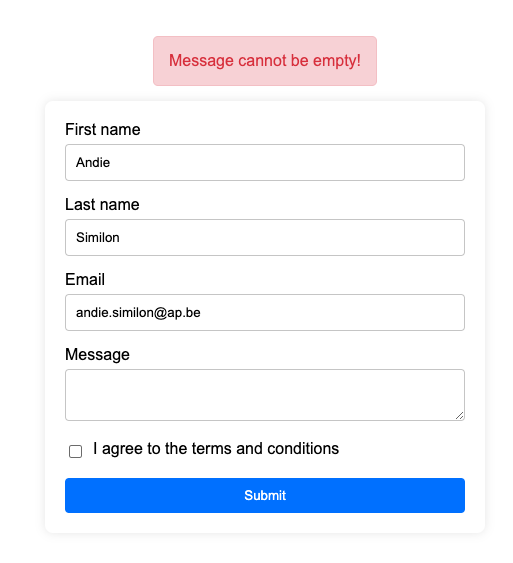 Message cannot be empty!
First name
Andie
Last name
Similon
Email
andie.similon@ap.be
Message
I agree to the terms and conditions
Submit